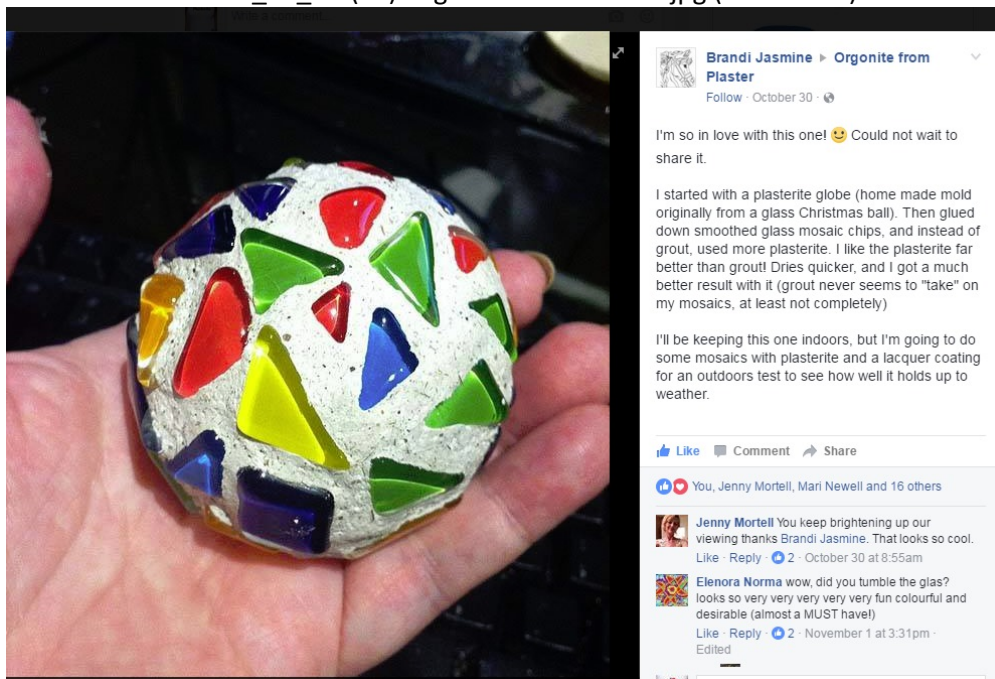 Write a comment...
Brandi Jasmine ▸ Orgonite from
Plaster
Follow · October 30 ·
I'm so in love with this one! 🙂 Could not wait to
share it.
I started with a plasterite globe (home made mold
originally from a glass Christmas ball). Then glued
down smoothed glass mosaic chips, and instead of
grout, used more plasterite. I like the plasterite far
better than grout! Dries quicker, and I got a much
better result with it (grout never seems to "take" on
my mosaics, at least not completely)
I'll be keeping this one indoors, but I'm going to do
some mosaics with plasterite and a lacquer coating
for an outdoors test to see how well it holds up to
weather.
Like Comment Share
You, Jenny Mortell, Mari Newell and 16 others
Jenny Mortell You keep brightening up our
viewing thanks Brandi Jasmine. That looks so cool.
Like · Reply · 2 · October 30 at 8:55am
Elenora Norma wow, did you tumble the glas?
looks so very very very very very fun colourful and
desirable (almost a MUST have!)
Like · Reply · 2 · November 1 at 3:31pm ·
Edited